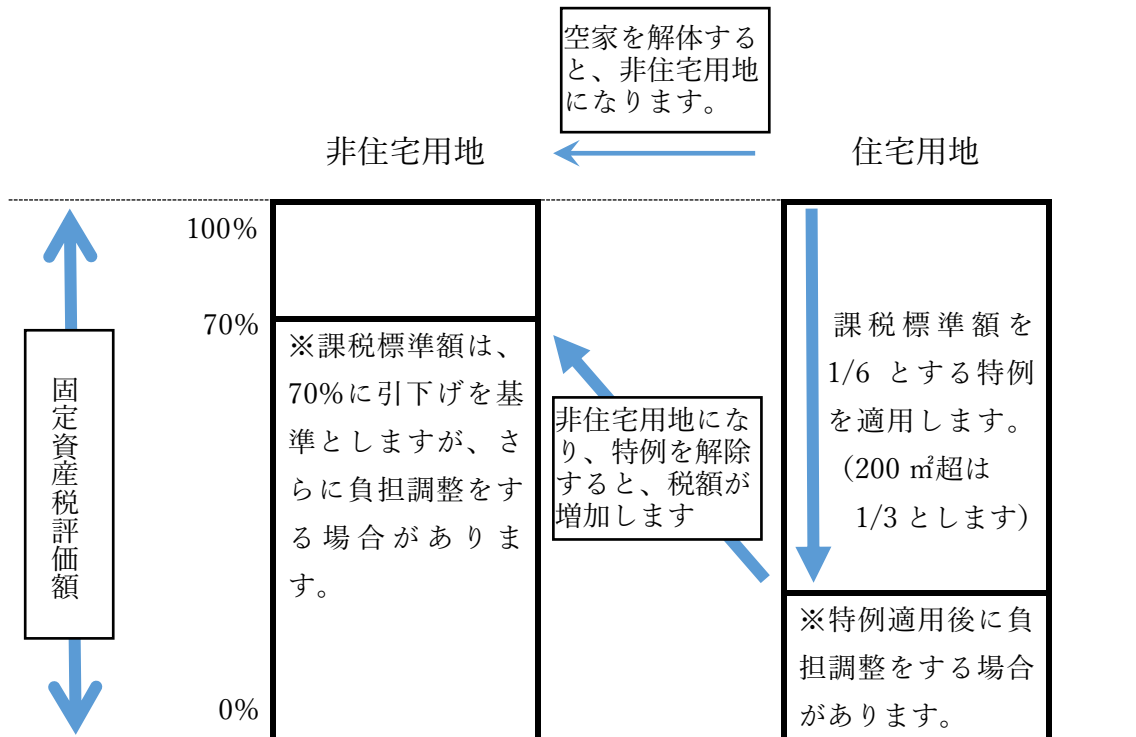 空家を解体する
と、非住宅用地
になります。
非住宅用地
住宅用地
100%
70%
0%
固定資産税評価額
※課税標準額は、
70%に引下げを基
準としますが、さ
らに負担調整をす
る場合がありま
す。
非住宅用地にな
り、特例を解除
すると、税額が
増加します
課税標準額を
1/6 とする特例
を適用します。
（200 ㎡超は
1/3 とします）
※特例適用後に負
担調整をする場合
があります。